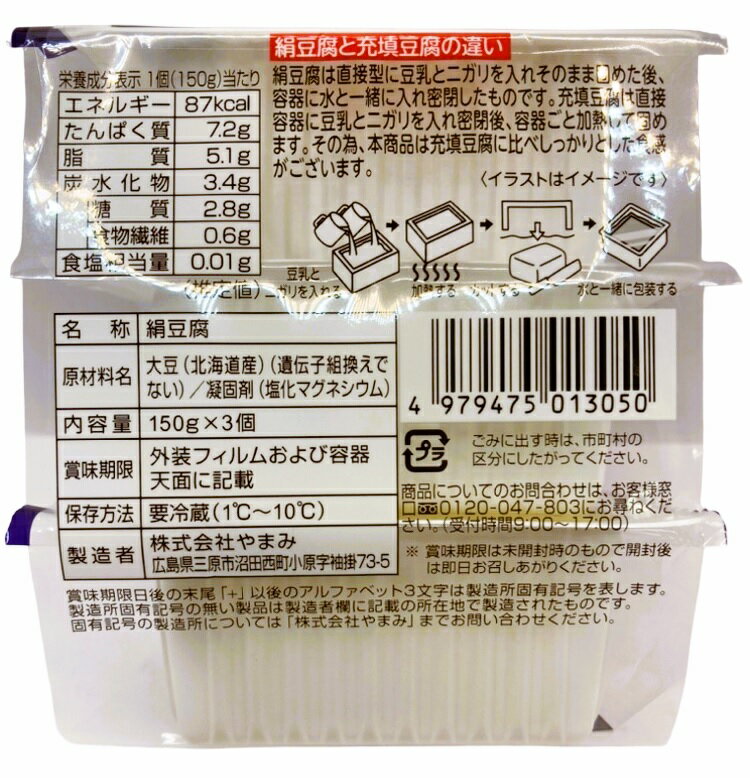 絹豆腐と充填豆腐の違い
栄養成分表示 1個(150g)当たり
エネルギー 87kcal
たんぱく質 7.2g
脂質 5.1g
炭水化物 3.4g
糖質 2.8g
食物繊維 0.6g
食塩相当量 0.01g
(推定値)
絹豆腐は直接型に豆乳とニガリを入れそのまま固めた後、
容器に水と一緒に入れ密閉したものです。充填豆腐は直接
容器に豆乳とニガリを入れ密閉後、容器ごと加熱して固め
ます。その為、本商品は充填豆腐に比べしっかりとした食感
がございます。
〈イラストはイメージです〉
豆乳と
ニガリを入れる
加熱する
カットする
水と一緒に包装する
名称 絹豆腐
原材料名 大豆(北海道産)(遺伝子組換えで
ない)/凝固剤(塩化マグネシウム)
内容量 150g×3個
賞味期限 外装フィルムおよび容器
天面に記載
保存方法 要冷蔵(1℃〜10℃)
製造者 株式会社やまみ
広島県三原市沼田西町小原字袖掛73-5
4 979475 013050
プラ
ごみに出す時は、市町村の
区分にしたがってください。
商品についてのお問合わせは、お客様窓
口0120-047-803にお尋ねくだ
さい。(受付時間9:00〜17:00)
※ 賞味期限は未開封時のもので開封後
は即日お召しあがりください。
賞味期限日後の末尾「+」以後のアルファベット3文字は製造所固有記号を表します。
製造所固有記号の無い製品は製造者欄に記載の所在地で製造されたものです。
固有記号の製造所については「株式会社やまみ」までお問い合わせください。